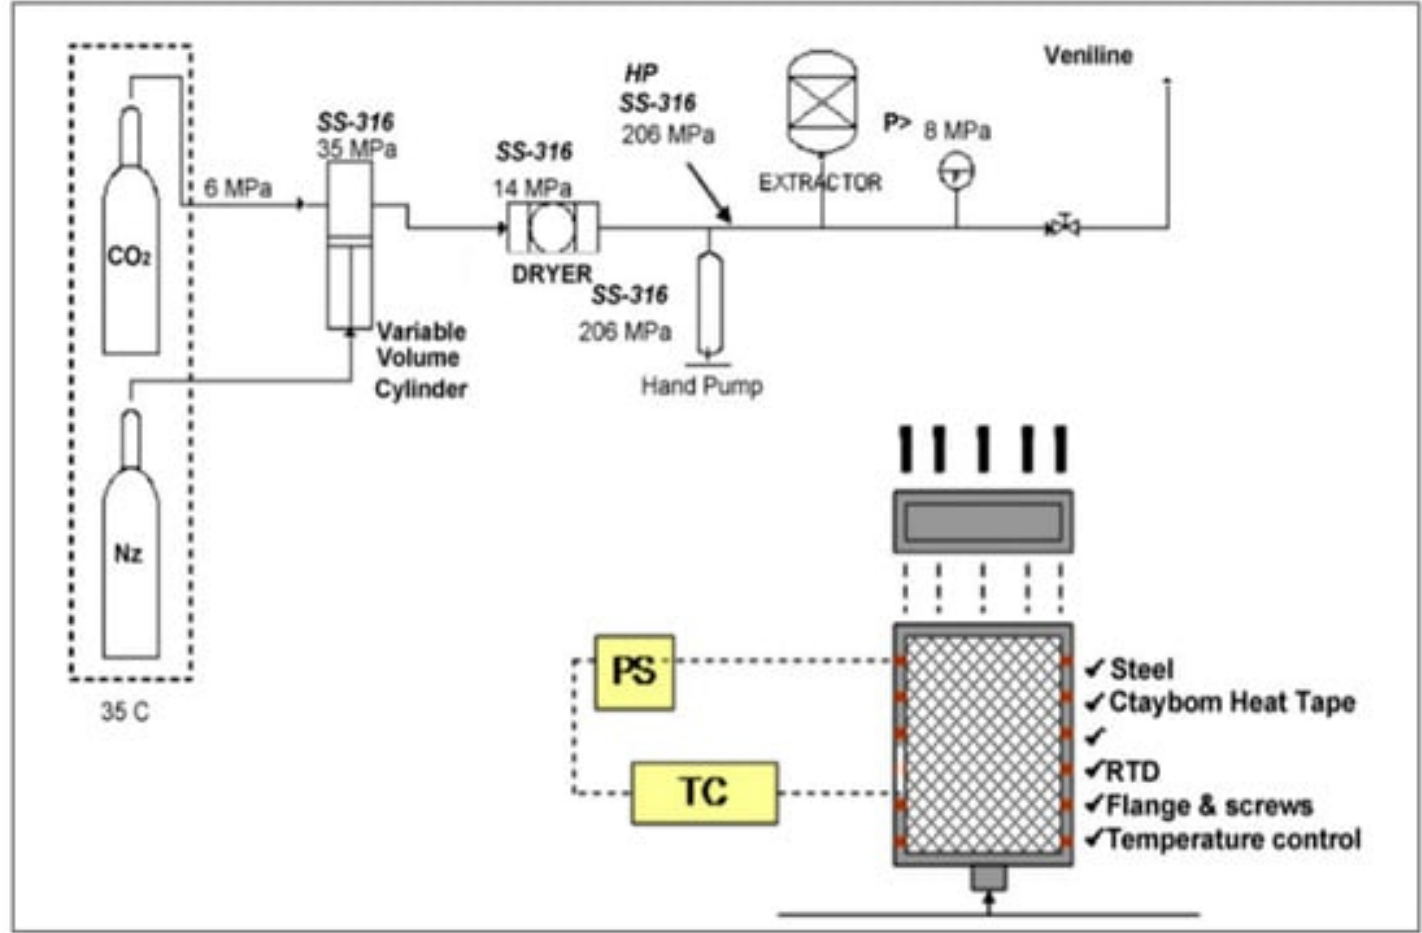 Veniline
HP
SS-316
206 MPa
P> 8 MPa
SS-316
35 MPa
SS-316
14 MPa
EXTRACTOR
6 MPa
P
CO2
DRYER
SS-316
206 MPa
Variable
Volume
Cylinder
Hand Pump
Nz
35 C
PS
TC
✓ Steel
✓ Ctaybom Heat Tape
✓
✓RTD
✓Flange & screws
✓Temperature control